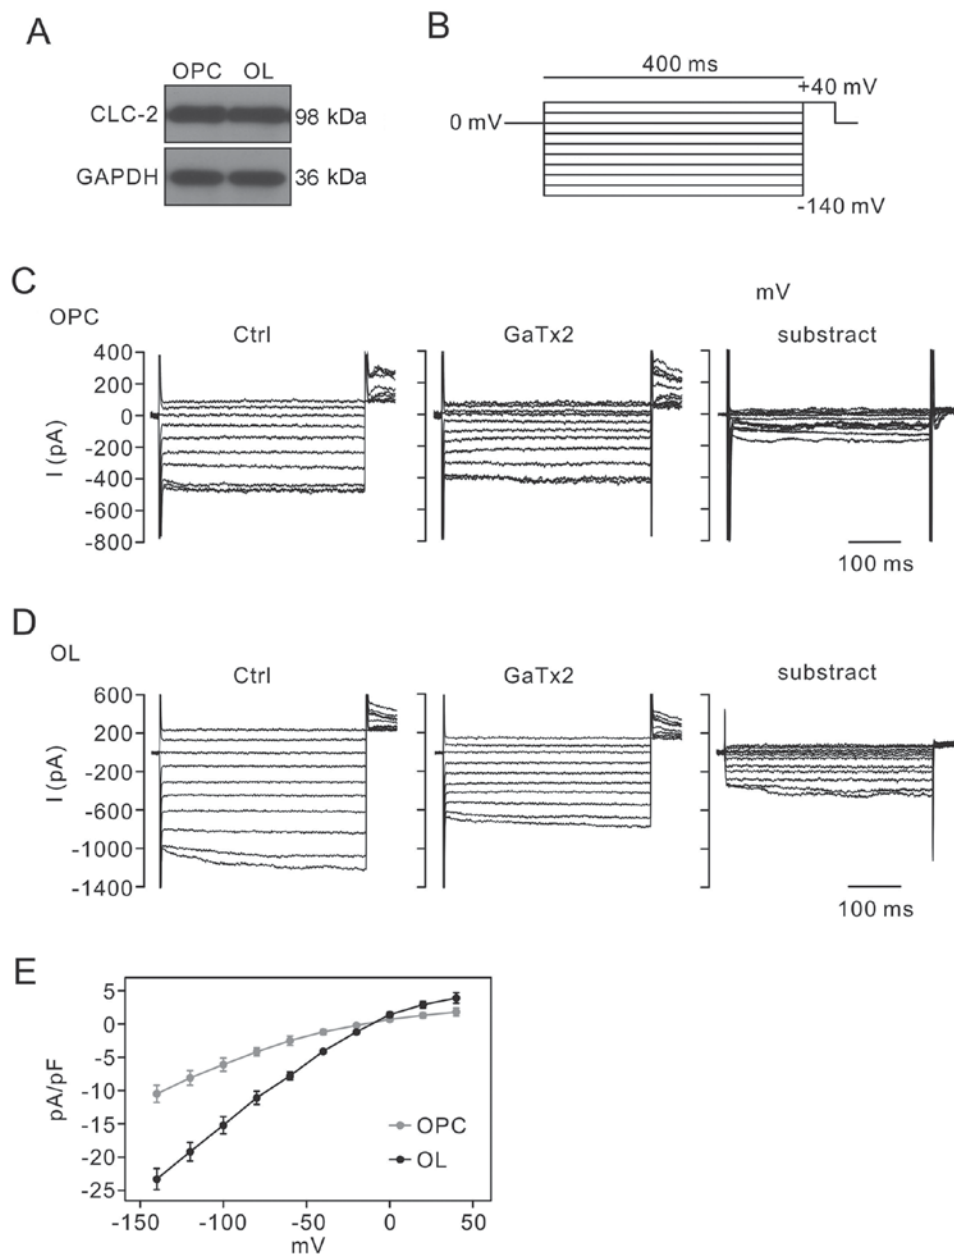 A
OPC OL
CLC-2 98 kDa
GAPDH 36 kDa
B
400 ms
+40 mV
0 mV
-140 mV
C
mV
OPC
Ctrl GaTx2 substract
400
200
0
-200
-400
-600
-800
I (pA)
100 ms
D
OL
Ctrl GaTx2 substract
600
200
-200
-600
-1000
-1400
I (pA)
100 ms
E
5
0
-5
-10
-15
-20
-25
pA/pF
OPC
OL
-150 -100 -50 0 50
mV